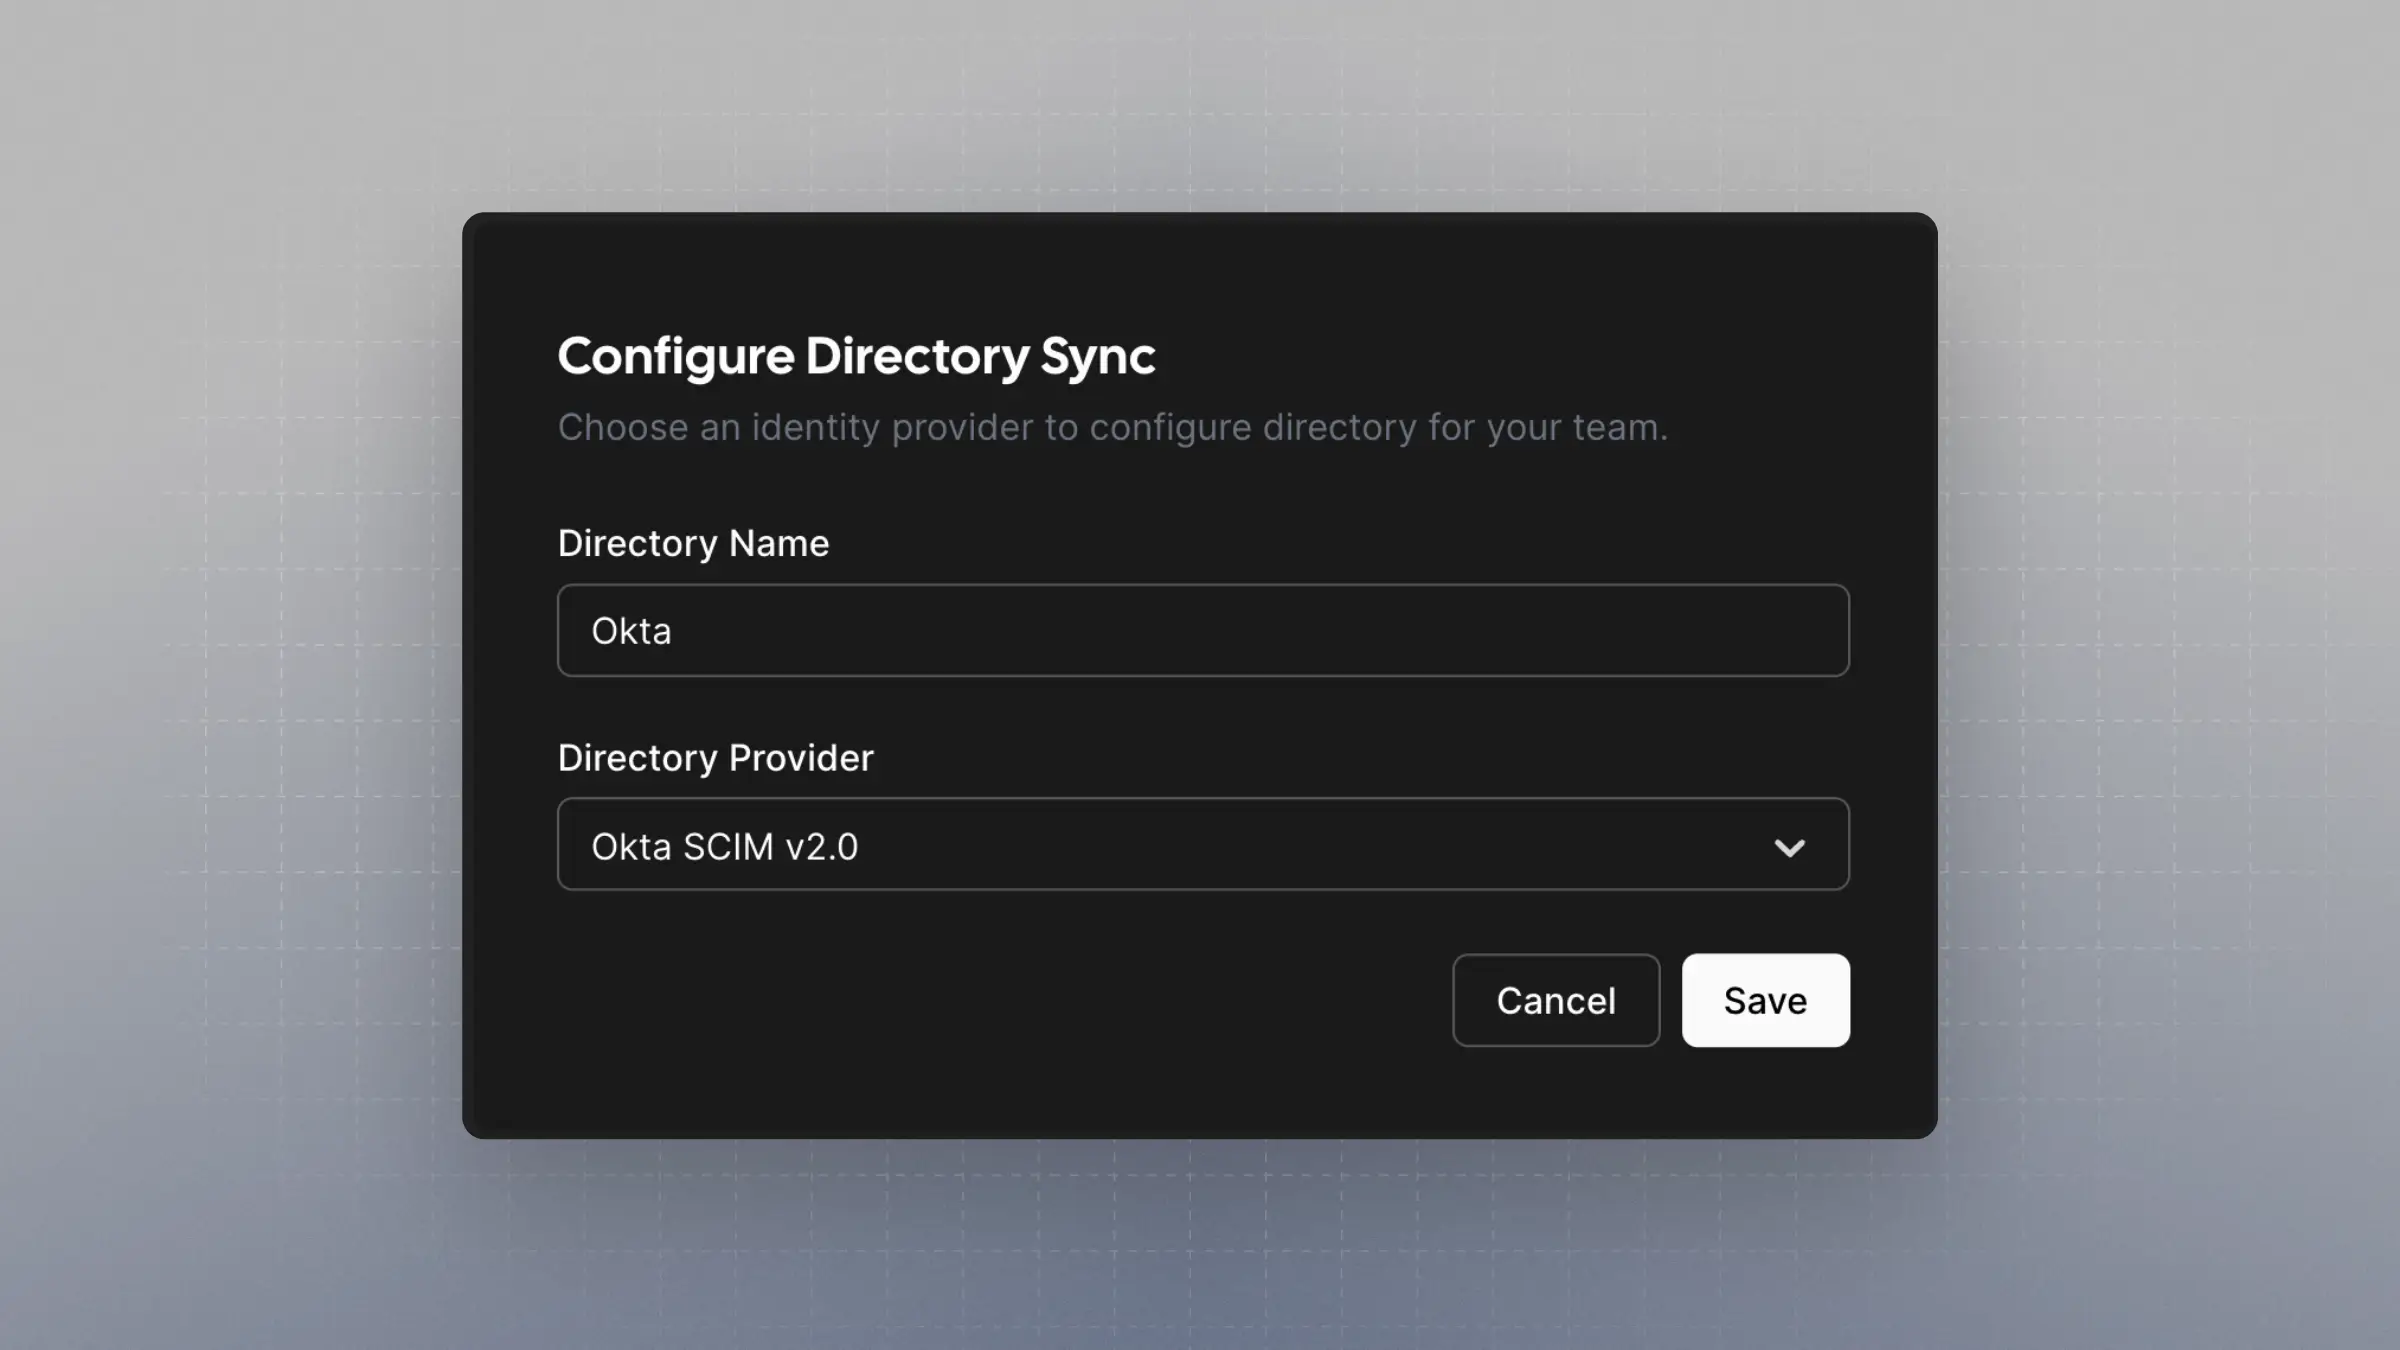 Configure Directory Sync
Choose an identity provider to configure directory for your team.
Directory Name
Okta
Directory Provider
Okta SCIM v2.0
Cancel
Save